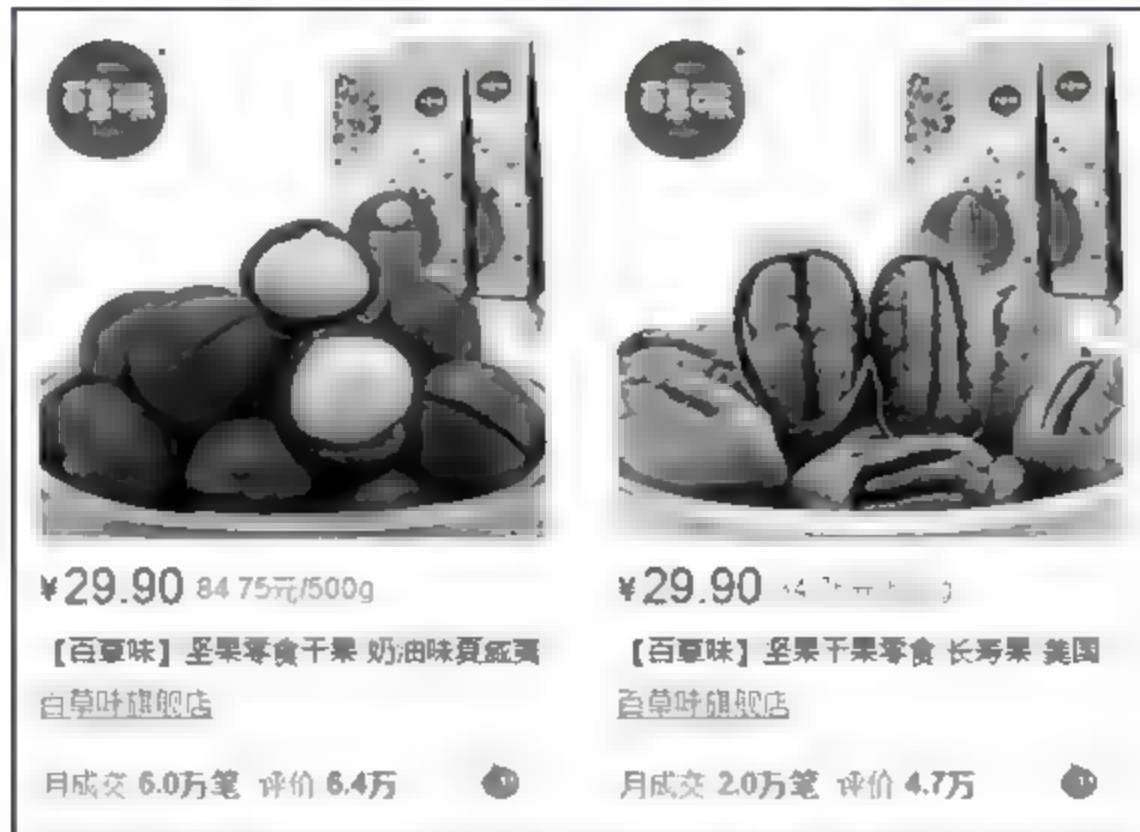 ¥29.90 84.75元/500g
【百草味】坚果零食干果 奶油味夏威夷
百草味旗舰店
月成交 6.0万笔 评价 6.4万
¥29.90
【百草味】坚果干果零食 长寿果 美国
百草味旗舰店
月成交 2.0万笔 评价 4.7万